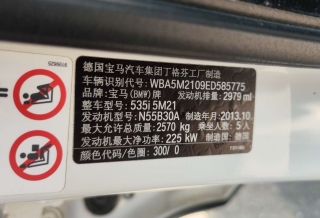 德国宝马汽车集团丁格芬工厂制造
车辆识别代号: WBA5M2109ED585775
品牌: 宝马(BMW)牌 发动机排量: 2979 ml
整车型号: 535i 5M21
发动机型号: N55B30A 制造年月: 2013.10
最大允许总质量: 2570 kg 乘坐人数: 5 人
发动机最大净功率: 225 kW 制造国: 德国
颜色代码/色圈: 300/ 0